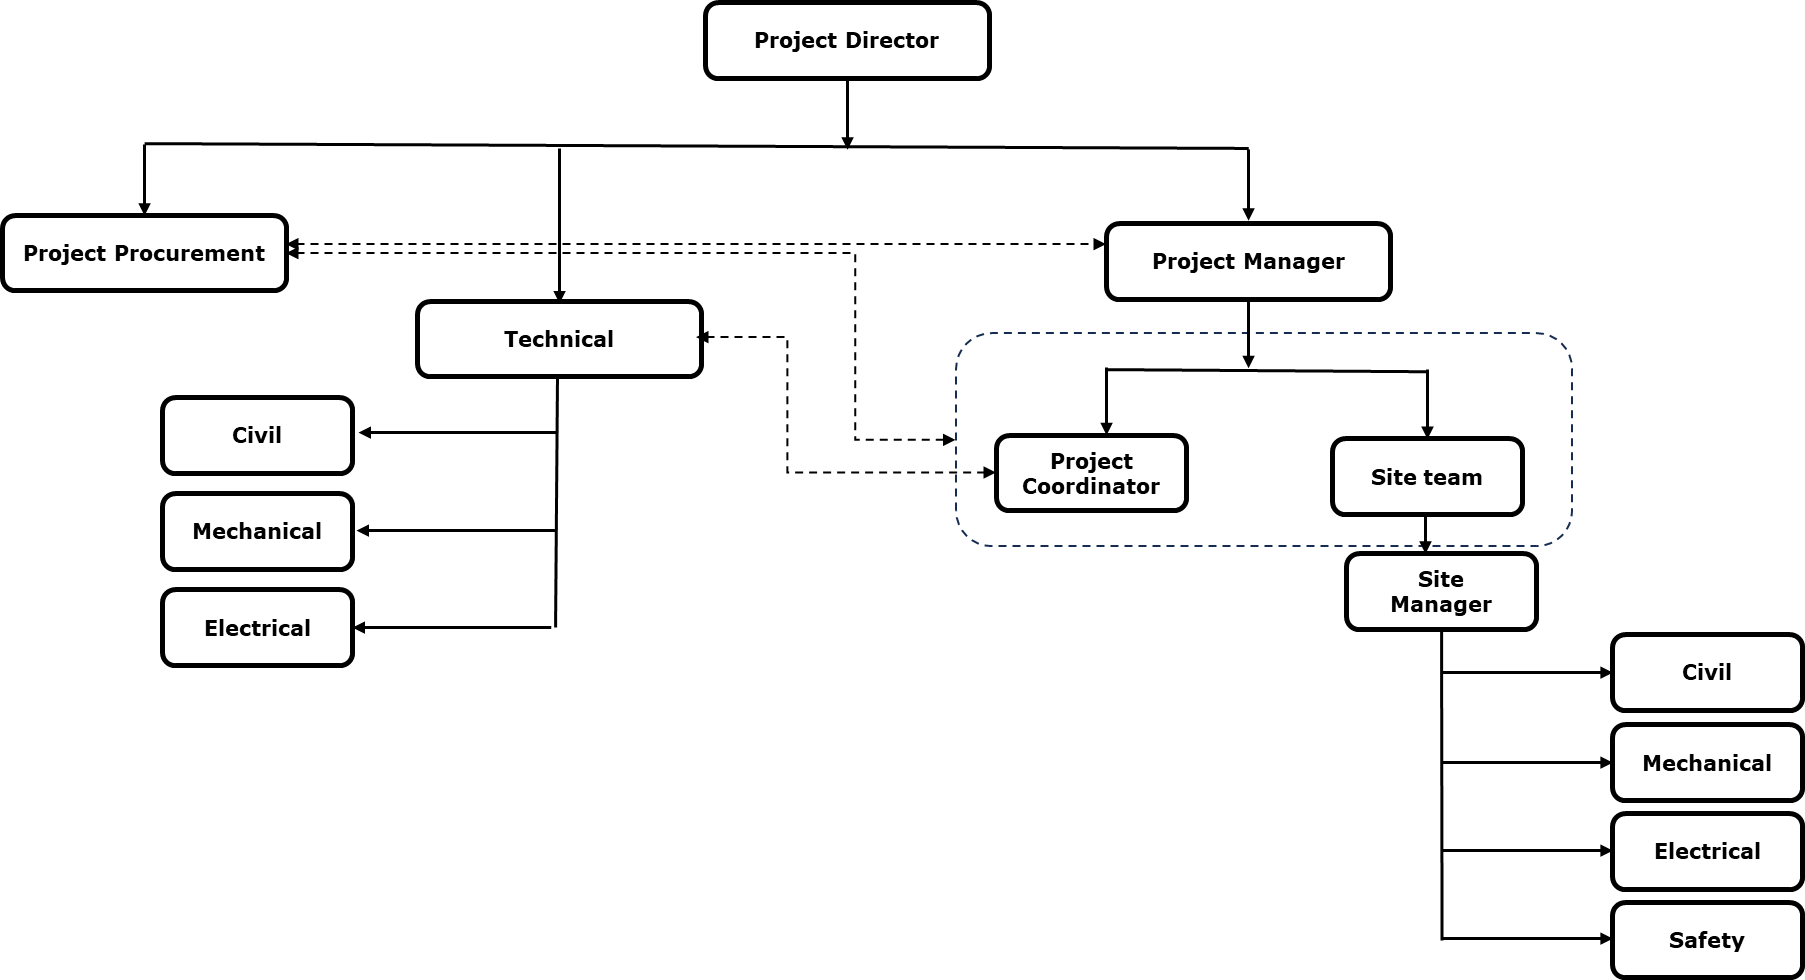 Project Director
Project Procurement
Project Manager
Technical
Civil
Mechanical
Electrical
Project
Coordinator
Site team
Site
Manager
Civil
Mechanical
Electrical
Safety